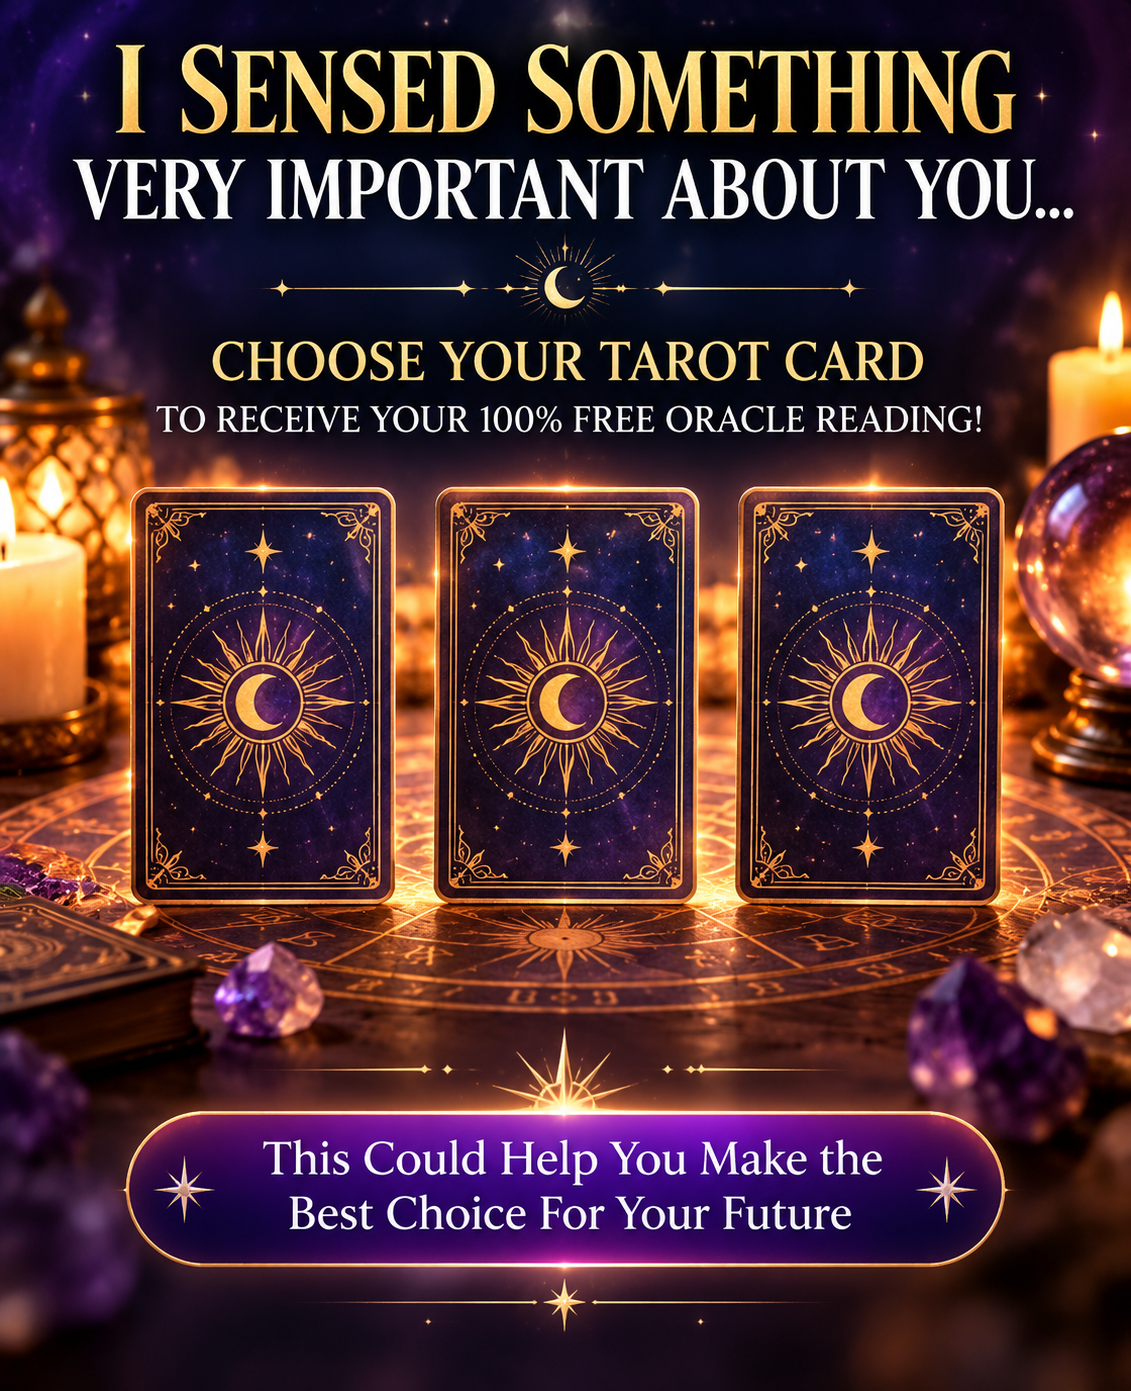 I Sensed Something
VERY IMPORTANT ABOUT YOU...
CHOOSE YOUR TAROT CARD
TO RECEIVE YOUR 100% FREE ORACLE READING!
This Could Help You Make the
Best Choice For Your Future